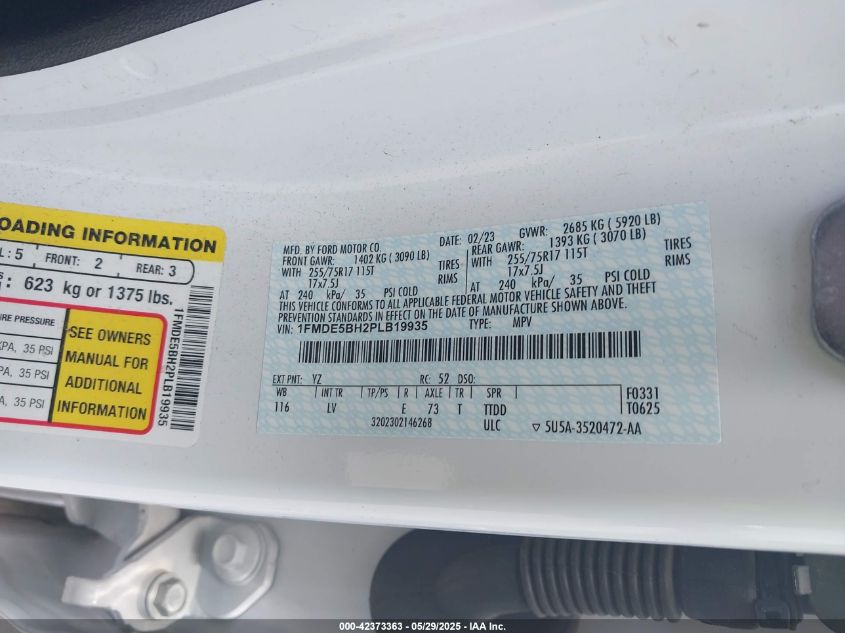 OADING INFORMATION
L: 5 FRONT: 2 REAR: 3
: 623 kg or 1375 lbs.
RE PRESSURE
KPA, 35 PSI
PA, 35 PSI
A, 35 PSI
SEE OWNERS
MANUAL FOR
ADDITIONAL
INFORMATION
1FMDE5BH2PLB19935
MFD. BY FORD MOTOR CO.
DATE: 02/23 GVWR: 2685 KG ( 5920 LB)
FRONT GAWR: 1402 KG ( 3090 LB) REAR GAWR: 1393 KG ( 3070 LB)
WITH 255/75R17 115T TIRES WITH 255/75R17 115T TIRES
17x7.5J RIMS 17x7.5J RIMS
AT 240 kPa/ 35 PSI COLD AT 240 kPa/ 35 PSI COLD
THIS VEHICLE CONFORMS TO ALL APPLICABLE FEDERAL MOTOR VEHICLE SAFETY AND THEFT
PREVENTION STANDARDS IN EFFECT ON THE DATE OF MANUFACTURE SHOWN ABOVE.
VIN: 1FMDE5BH2PLB19935 TYPE: MPV
EXT PNT: YZ RC: 52 DSO:
WB INT TR TP/PS R AXLE TR SPR F0331
116 LV E 73 T TTDD T0625
3202302146268 ULC ▽ 5U5A-3520472-AA
000-42373363 - 05/29/2025 - IAA Inc.